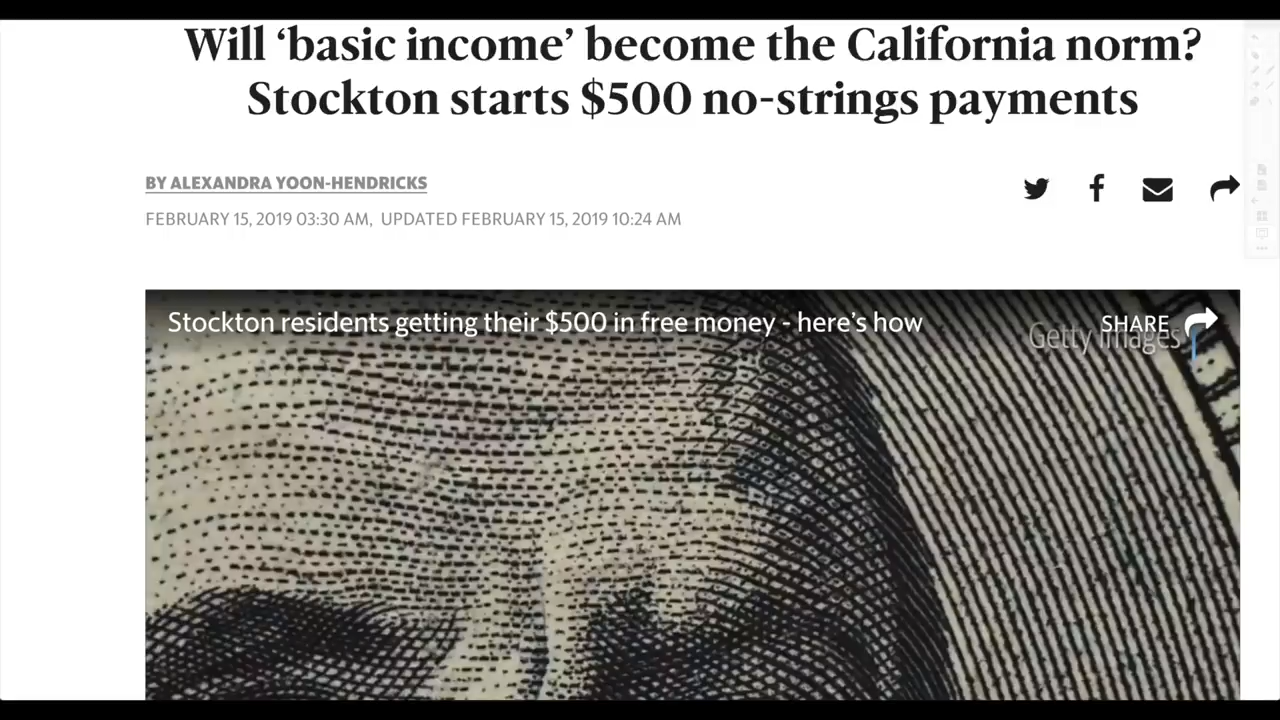 Will ‘basic income’ become the California norm?
Stockton starts $500 no-strings payments
BY ALEXANDRA YOON-HENDRICKS
FEBRUARY 15, 2019 03:30 AM, UPDATED FEBRUARY 15, 2019 10:24 AM
Stockton residents getting their $500 in free money - here’s how
SHARE
Getty Images